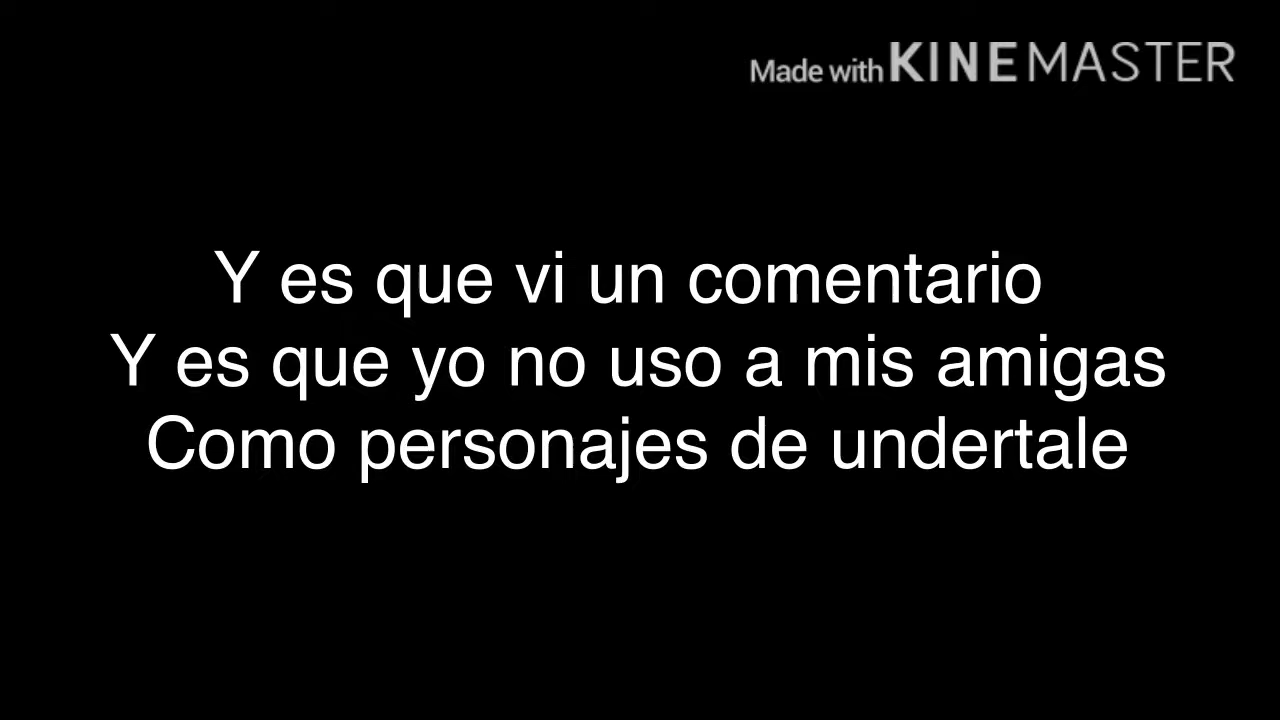 Made with KINEMASTER
Y es que vi un comentario
Y es que yo no uso a mis amigas
Como personajes de undertale